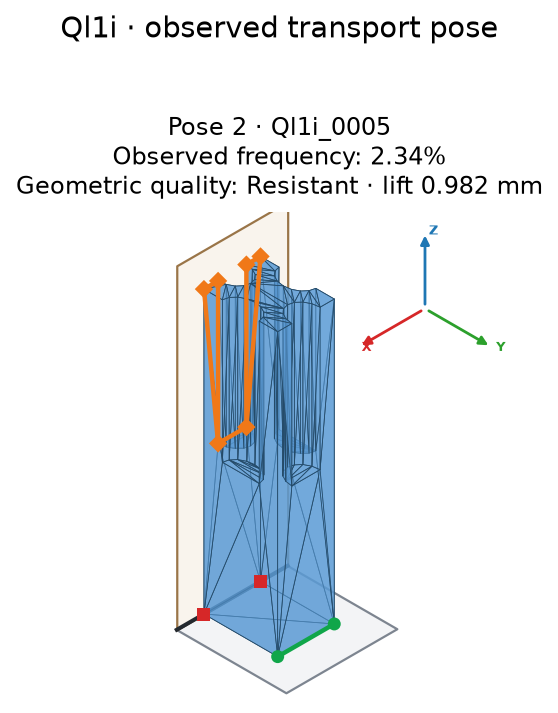 Ql1i · observed transport pose
Pose 2 · Ql1i_0005
Observed frequency: 2.34%
Geometric quality: Resistant · lift 0.982 mm
Z
X
Y